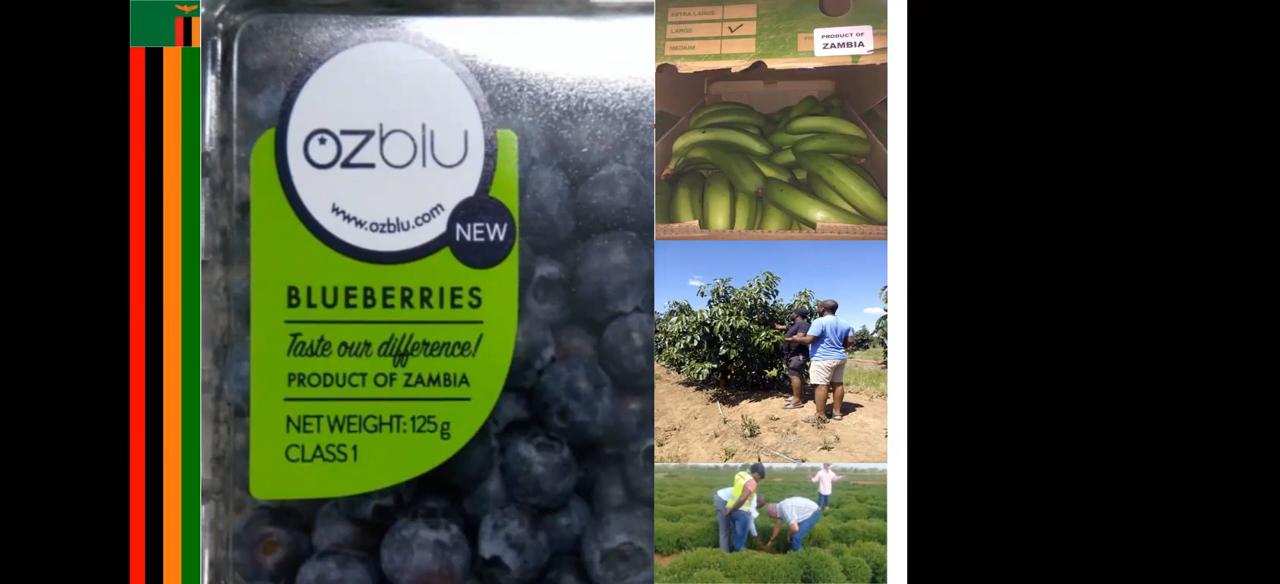 ozblu
www.ozblu.com
NEW
BLUEBERRIES
Taste our difference!
PRODUCT OF ZAMBIA
NET WEIGHT: 125g
CLASS 1
EXTRA LARGE
LARGE
MEDIUM
PRODUCT OF
ZAMBIA